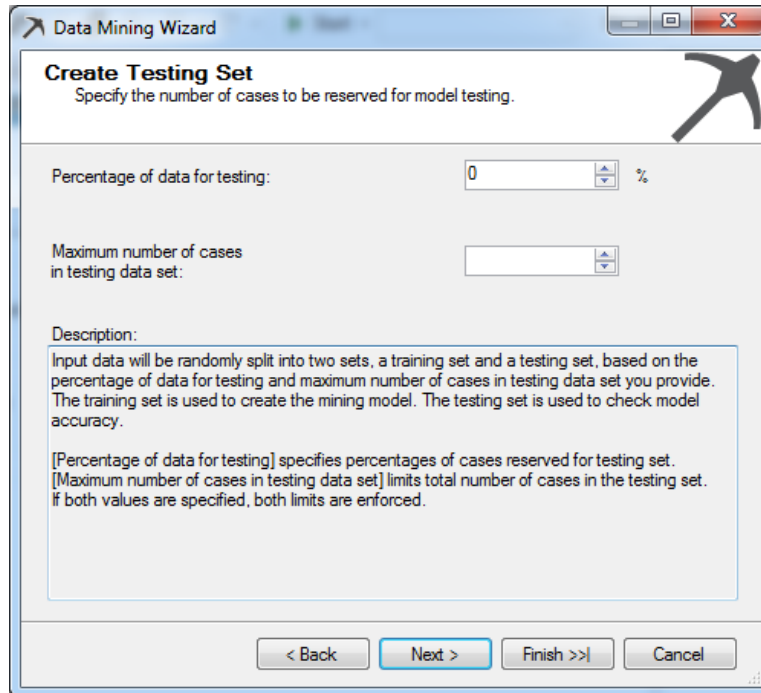 Data Mining Wizard
Create Testing Set
Specify the number of cases to be reserved for model testing.
Percentage of data for testing:
0
%
Maximum number of cases
in testing data set:
Description:
Input data will be randomly split into two sets, a training set and a testing set, based on the
percentage of data for testing and maximum number of cases in testing data set you provide.
The training set is used to create the mining model. The testing set is used to check model
accuracy.
[Percentage of data for testing] specifies percentages of cases reserved for testing set.
[Maximum number of cases in testing data set] limits total number of cases in the testing set.
If both values are specified, both limits are enforced.
< Back
Next >
Finish >>|
Cancel